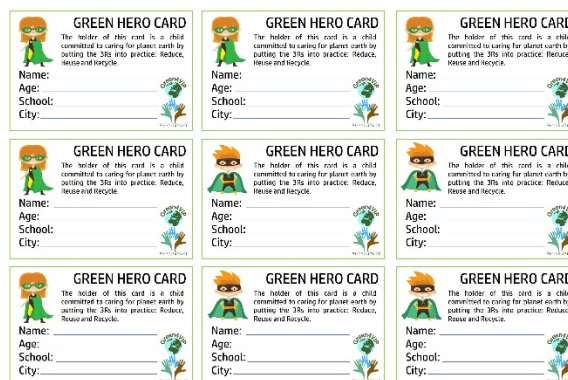 GREEN HERO CARD
The holder of this card is a child
committed to caring for planet earth by
putting the 3Rs into practice: Reduce,
Reuse and Recycle.
Name:
Age:
School:
City:
GREEN HERO CARD
The holder of this card is a child
committed to caring for planet earth by
putting the 3Rs into practice: Reduce,
Reuse and Recycle.
Name:
Age:
School:
City:
GREEN HERO CARD
The holder of this card is a child
committed to caring for planet earth by
putting the 3Rs into practice: Reduce,
Reuse and Recycle.
Name:
Age:
School:
City:
GREEN HERO CARD
The holder of this card is a child
committed to caring for planet earth by
putting the 3Rs into practice: Reduce,
Reuse and Recycle.
Name:
Age:
School:
City:
GREEN HERO CARD
The holder of this card is a child
committed to caring for planet earth by
putting the 3Rs into practice: Reduce,
Reuse and Recycle.
Name:
Age:
School:
City:
GREEN HERO CARD
The holder of this card is a child
committed to caring for planet earth by
putting the 3Rs into practice: Reduce,
Reuse and Recycle.
Name:
Age:
School:
City:
GREEN HERO CARD
The holder of this card is a child
committed to caring for planet earth by
putting the 3Rs into practice: Reduce,
Reuse and Recycle.
Name:
Age:
School:
City:
GREEN HERO CARD
The holder of this card is a child
committed to caring for planet earth by
putting the 3Rs into practice: Reduce,
Reuse and Recycle.
Name:
Age:
School:
City:
GREEN HERO CARD
The holder of this card is a child
committed to caring for planet earth by
putting the 3Rs into practice: Reduce,
Reuse and Recycle.
Name:
Age:
School:
City: